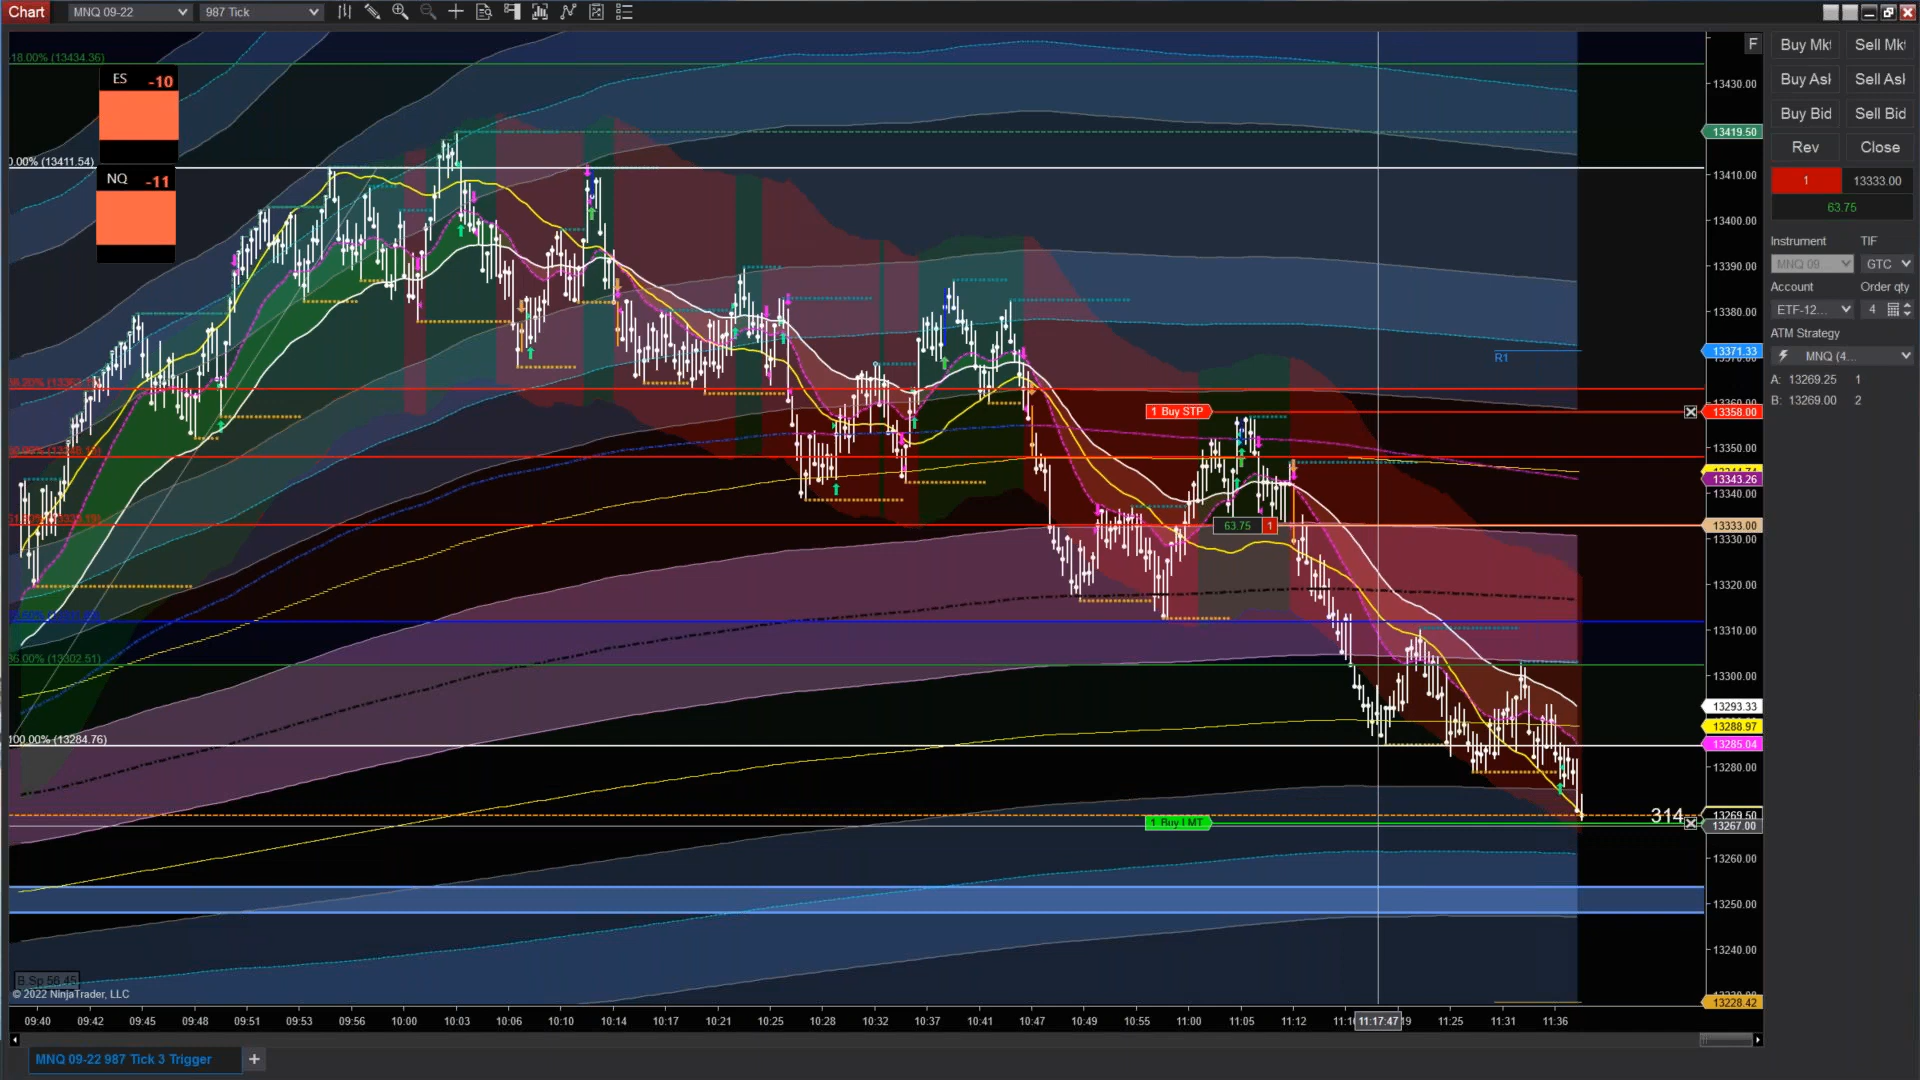 Chart MNQ 09-22 987 Tick
F
ES -10
NQ -11
0.00% (13411.54)
36.00% (13302.51)
100.00% (13284.76)
R1
1 Buy STP
63.75 1
1 Buy LMT
314
B Sp 56.45
© 2022 NinjaTrader, LLC
13430.00
13419.50
13410.00
13400.00
13390.00
13380.00
13371.33
13358.00
13350.00
13343.26
13340.00
13333.00
13330.00
13320.00
13310.00
13300.00
13293.33
13288.97
13285.04
13280.00
13269.50
13267.00
13260.00
13250.00
13240.00
13228.42
09:40 09:42 09:45 09:48 09:51 09:53 09:56 10:00 10:03 10:06 10:10 10:14 10:17 10:21 10:25 10:28 10:32 10:37 10:41 10:47 10:49 10:55 11:00 11:05 11:12 11:17:47 11:25 11:31 11:36
MNQ 09-22 987 Tick 3 Trigger +
Buy Mkt Sell Mkt
Buy Ask Sell Ask
Buy Bid Sell Bid
Rev Close
1 13333.00
63.75
Instrument TIF
MNQ 09 GTC
Account Order qty
ETF-12... 4
ATM Strategy
MNQ (4...
A: 13269.25 1
B: 13269.00 2